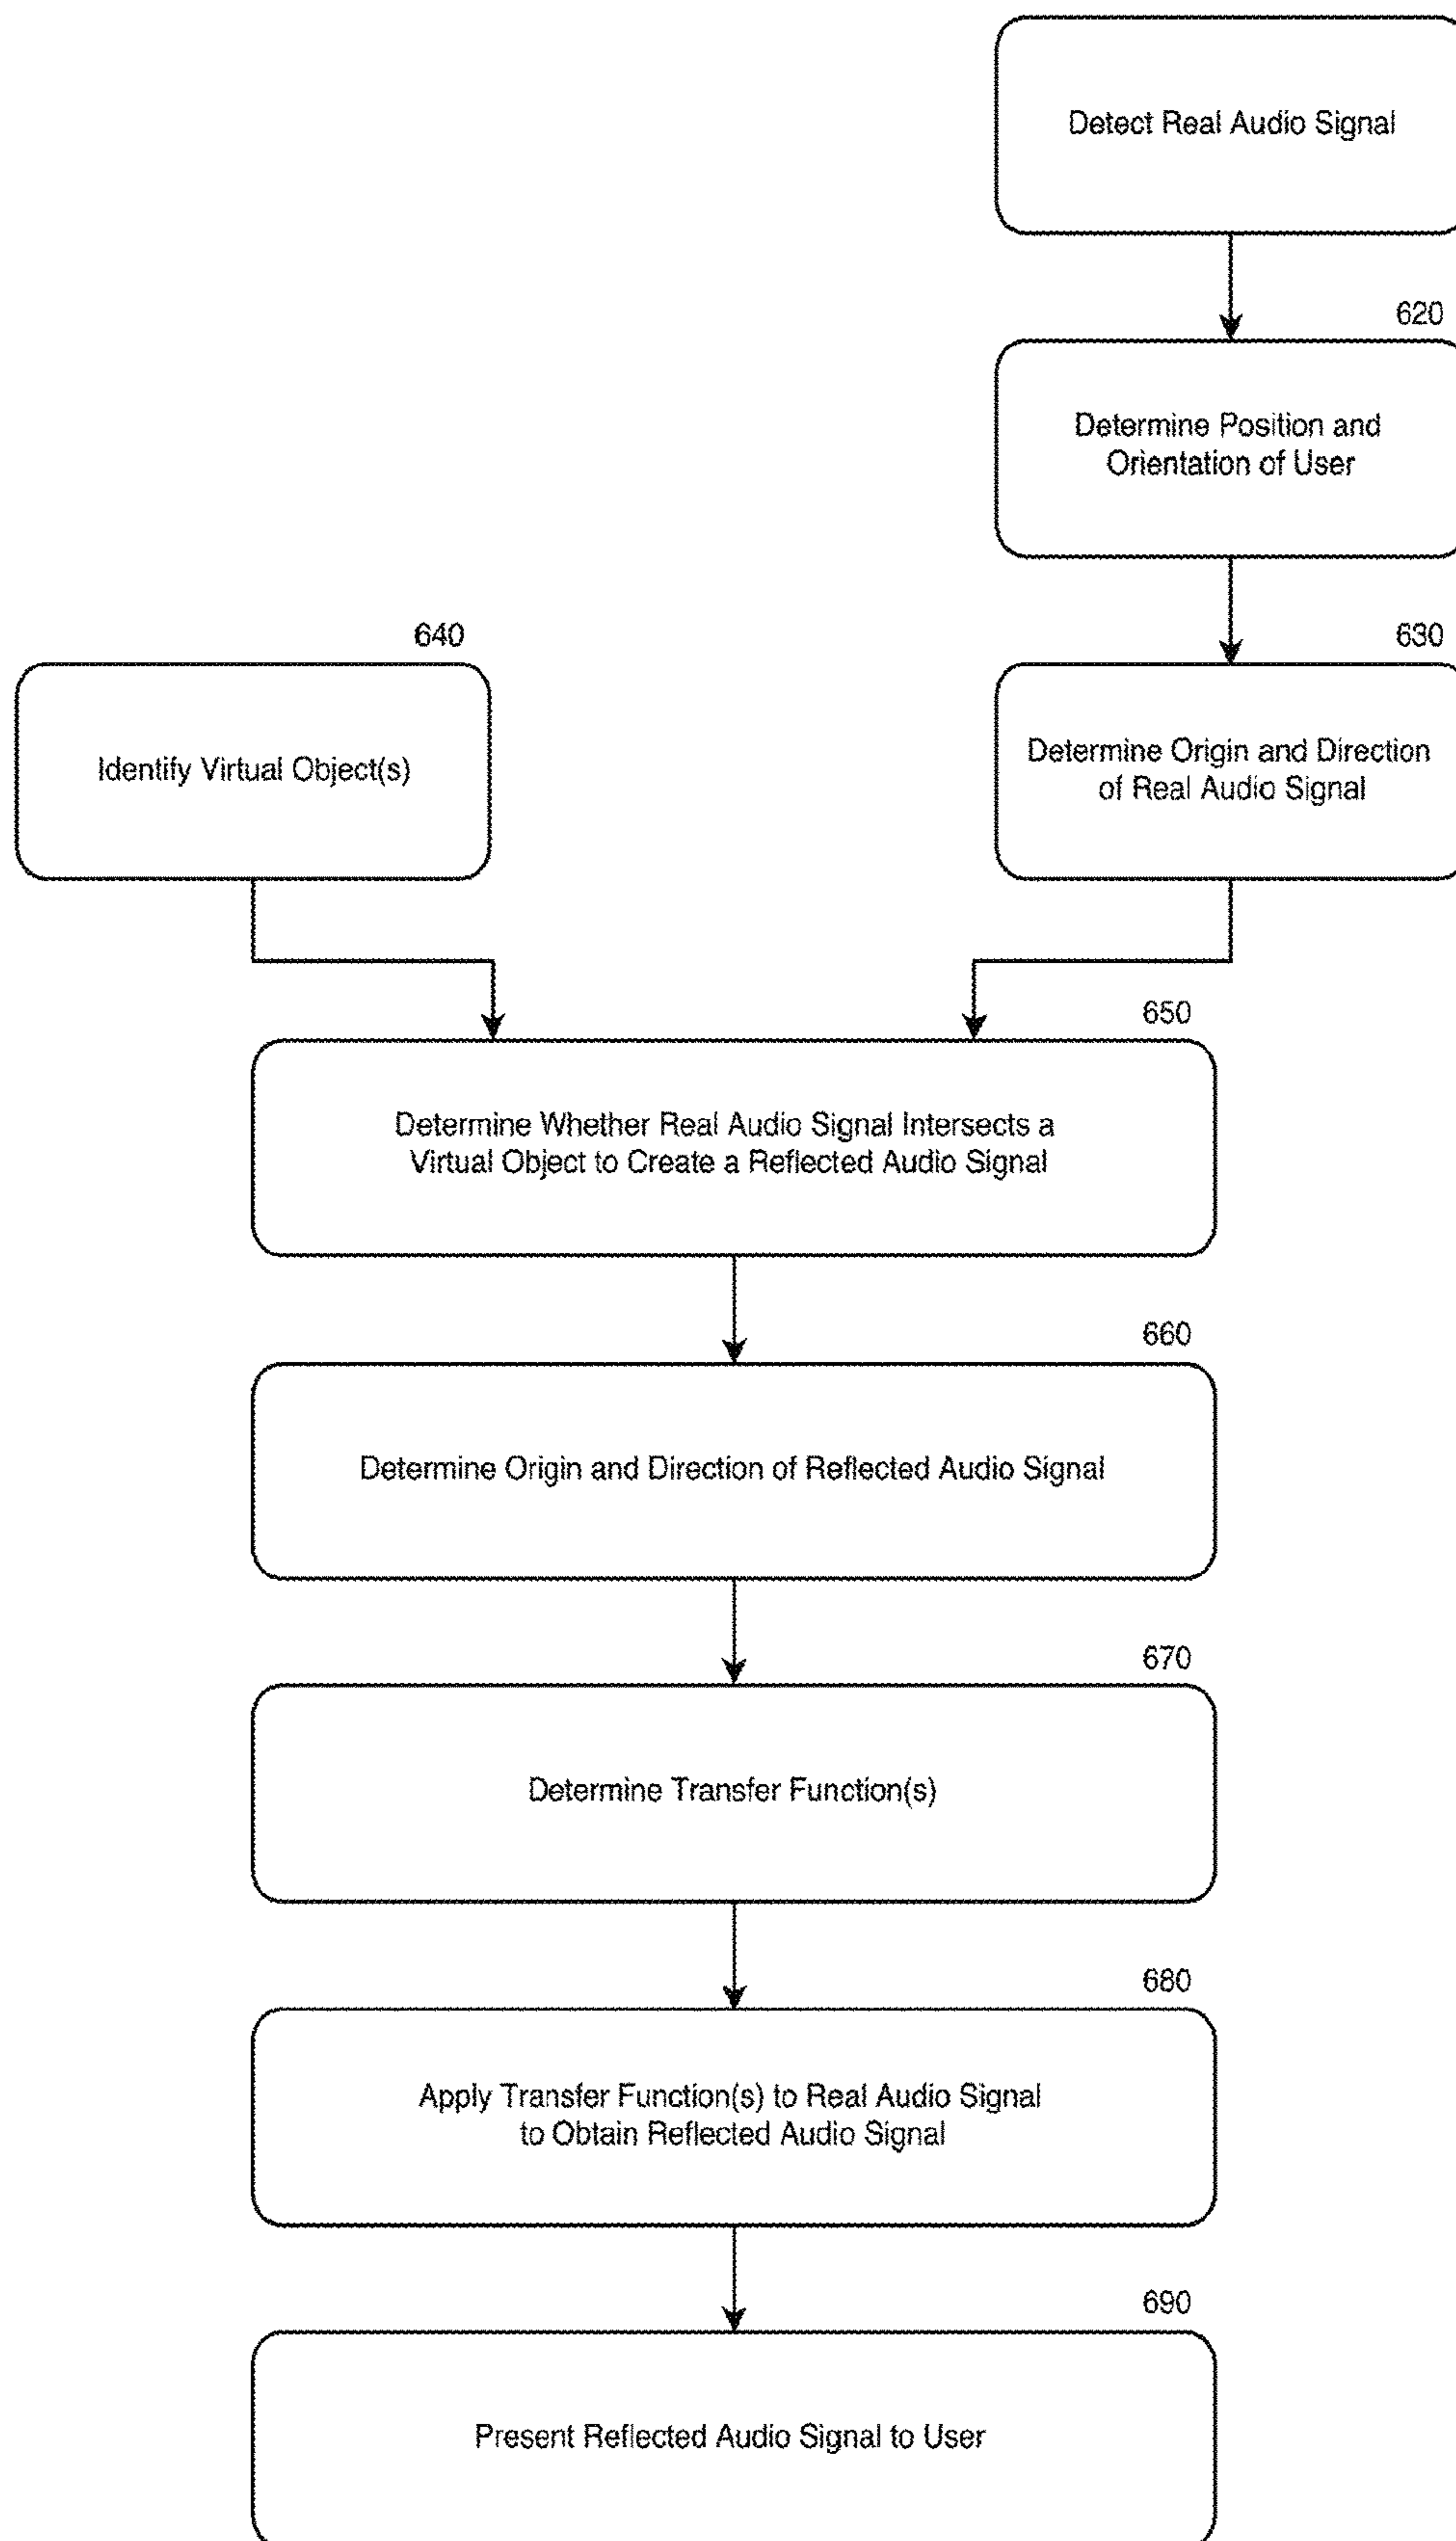 Detect Real Audio Signal
620
Determine Position and
Orientation of User
640
630
Identify Virtual Object(s)
Determine Origin and Direction
of Real Audio Signal
650
Determine Whether Real Audio Signal Intersects a
Virtual Object to Create a Reflected Audio Signal
660
Determine Origin and Direction of Reflected Audio Signal
670
Determine Transfer Function(s)
680
Apply Transfer Function(s) to Real Audio Signal
to Obtain Reflected Audio Signal
690
Present Reflected Audio Signal to User